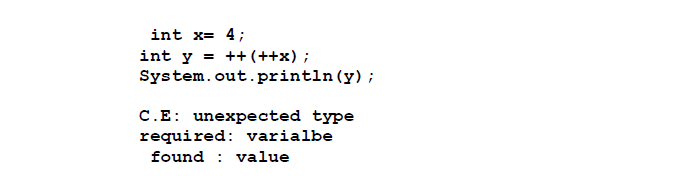 int x= 4;
int y = ++(++x);
System.out.println(y);
C.E: unexpected type
required: varialbe
found : value